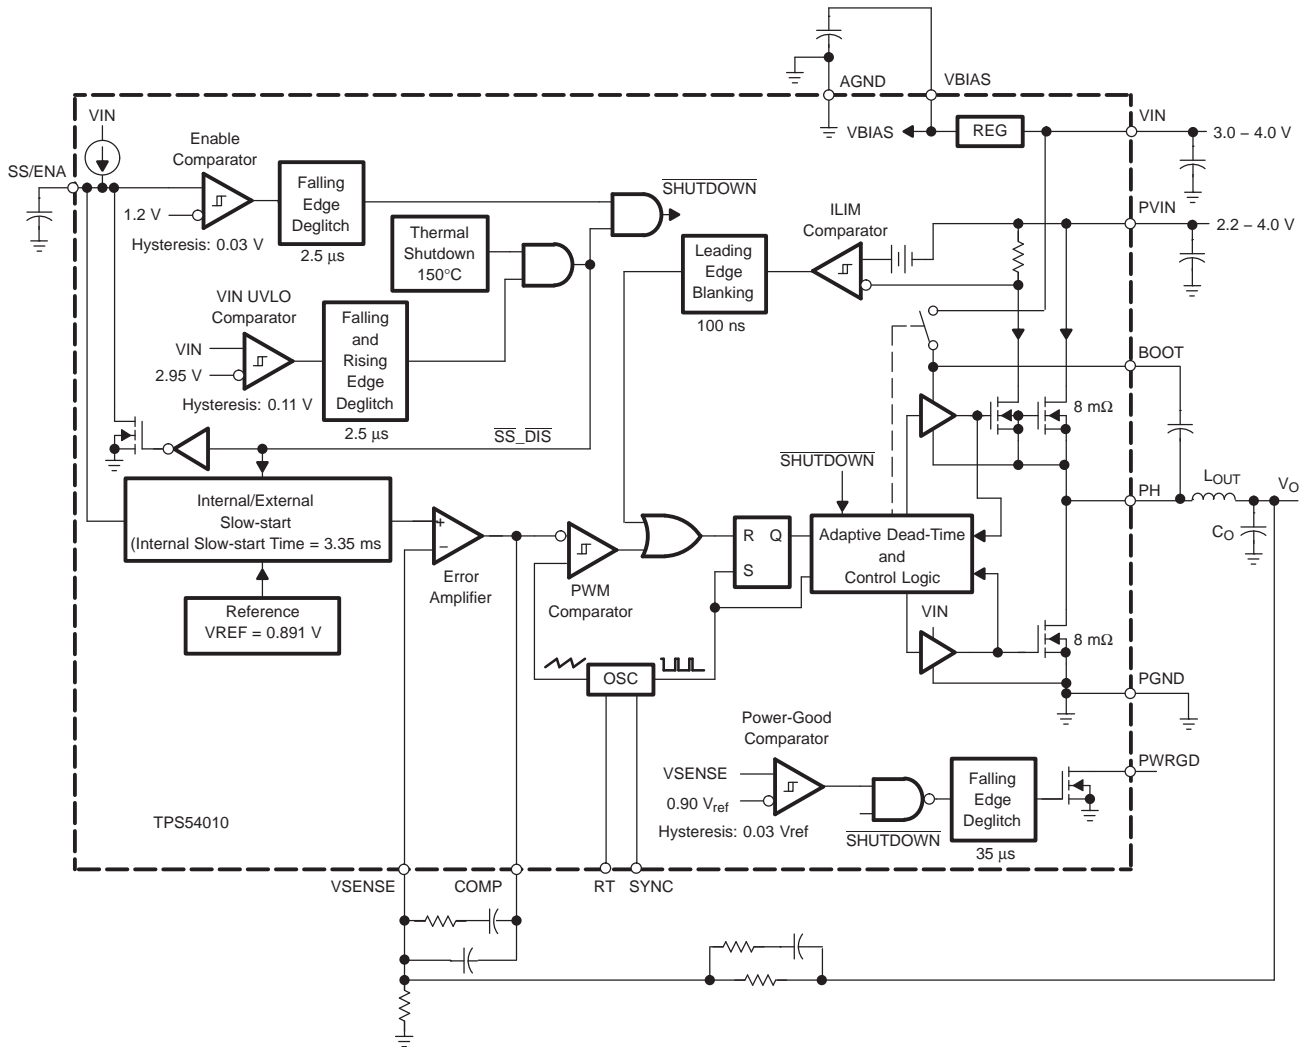 AGND
VBIAS
VIN
VIN
Enable
Comparator
VBIAS
REG
3.0 – 4.0 V
SS/ENA
Falling
Edge
Deglitch
SHUTDOWN
1.2 V
Hysteresis: 0.03 V
2.5 µs
Thermal
Shutdown
150°C
ILIM
Comparator
PVIN
2.2 – 4.0 V
Leading
Edge
Blanking
100 ns
VIN UVLO
Comparator
Falling
and
Rising
Edge
Deglitch
VIN
2.95 V
Hysteresis: 0.11 V
2.5 µs
BOOT
8 mΩ
SS_DIS
SHUTDOWN
PH
LOUT
VO
CO
Internal/External
Slow-start
(Internal Slow-start Time = 3.35 ms
+
−
Error
Amplifier
R Q
S
Adaptive Dead-Time
and
Control Logic
PWM
Comparator
Reference
VREF = 0.891 V
VIN
8 mΩ
OSC
PGND
Power-Good
Comparator
VSENSE
0.90 Vref
Hysteresis: 0.03 Vref
SHUTDOWN
Falling
Edge
Deglitch
35 µs
PWRGD
TPS54010
VSENSE
COMP
RT
SYNC